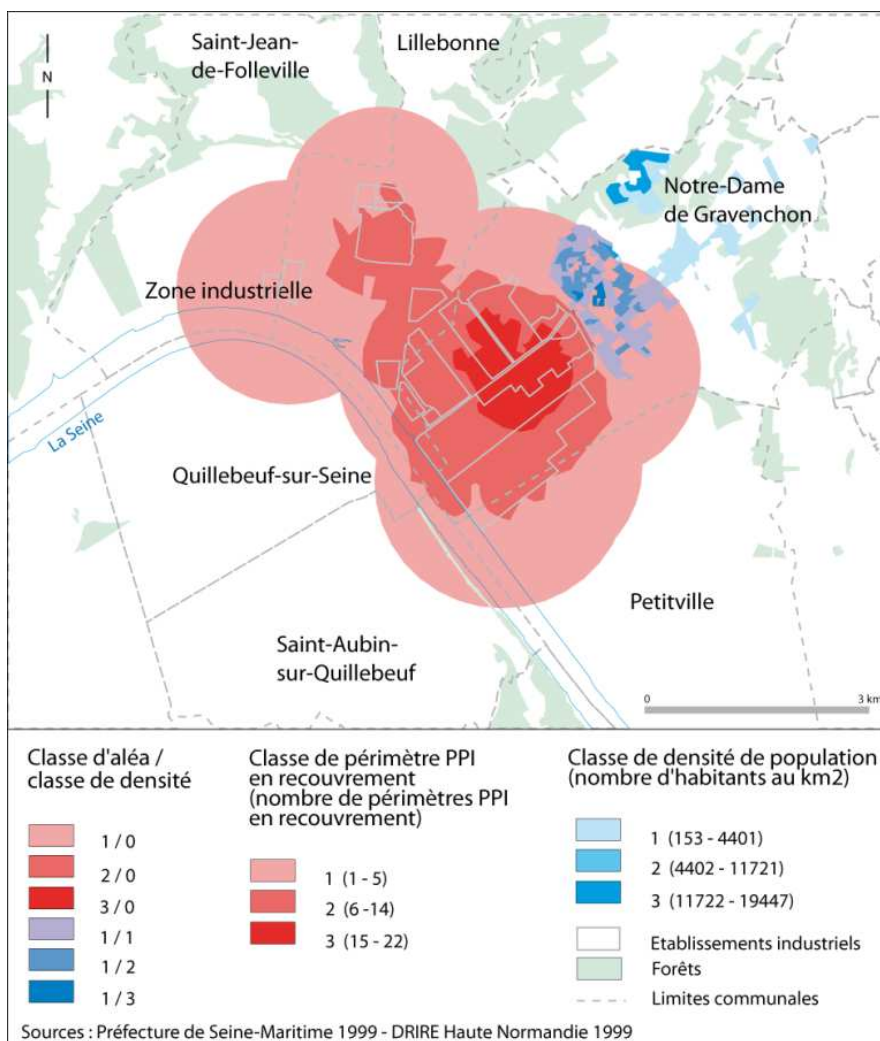 Saint-Jean-
de-Folleville
Lillebonne
N
Notre-Dame
de Gravenchon
Zone industrielle
La Seine
Quillebeuf-sur-Seine
Petitville
Saint-Aubin-
sur-Quillebeuf
0
3 km
Classe d'aléa /
classe de densité
1 / 0
2 / 0
3 / 0
1 / 1
1 / 2
1 / 3
Classe de périmètre PPI
en recouvrement
(nombre de périmètres PPI
en recouvrement)
1 (1 - 5)
2 (6 -14)
3 (15 - 22)
Classe de densité de population
(nombre d'habitants au km2)
1 (153 - 4401)
2 (4402 - 11721)
3 (11722 - 19447)
Etablissements industriels
Forêts
Limites communales
Sources : Préfecture de Seine-Maritime 1999 - DRIRE Haute Normandie 1999